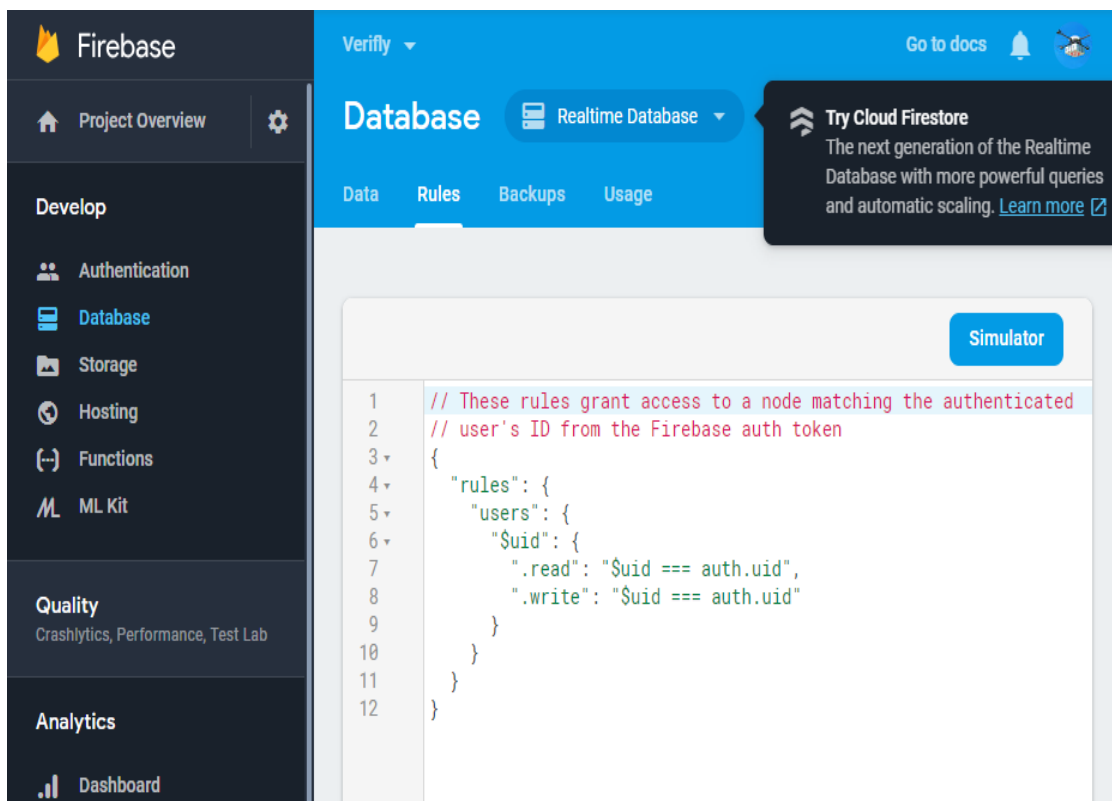 Firebase
Project Overview
Develop
Authentication
Database
Storage
Hosting
Functions
ML Kit
Quality
Crashlytics, Performance, Test Lab
Analytics
Dashboard
Verifly
Go to docs
Database
Realtime Database
Data Rules Backups Usage
Try Cloud Firestore
The next generation of the Realtime
Database with more powerful queries
and automatic scaling. Learn more
Simulator
1 // These rules grant access to a node matching the authenticated
2 // user's ID from the Firebase auth token
3 {
4 "rules": {
5 "users": {
6 "$uid": {
7 ".read": "$uid === auth.uid",
8 ".write": "$uid === auth.uid"
9 }
10 }
11 }
12 }